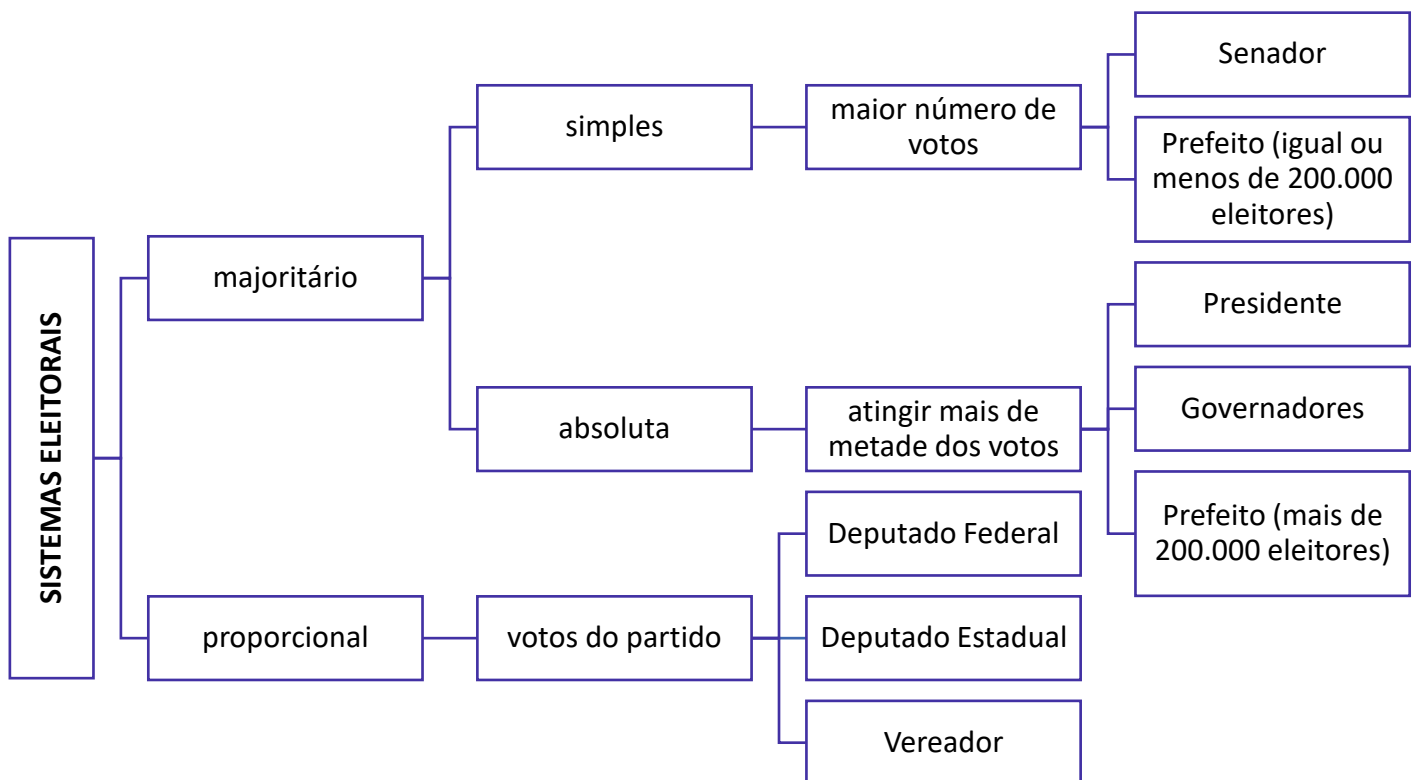 SISTEMAS ELEITORAIS
majoritário
simples
maior número de
votos
Senador
Prefeito (igual ou
menos de 200.000
eleitores)
absoluta
atingir mais de
metade dos votos
Presidente
Governadores
Prefeito (mais de
200.000 eleitores)
proporcional
votos do partido
Deputado Federal
Deputado Estadual
Vereador